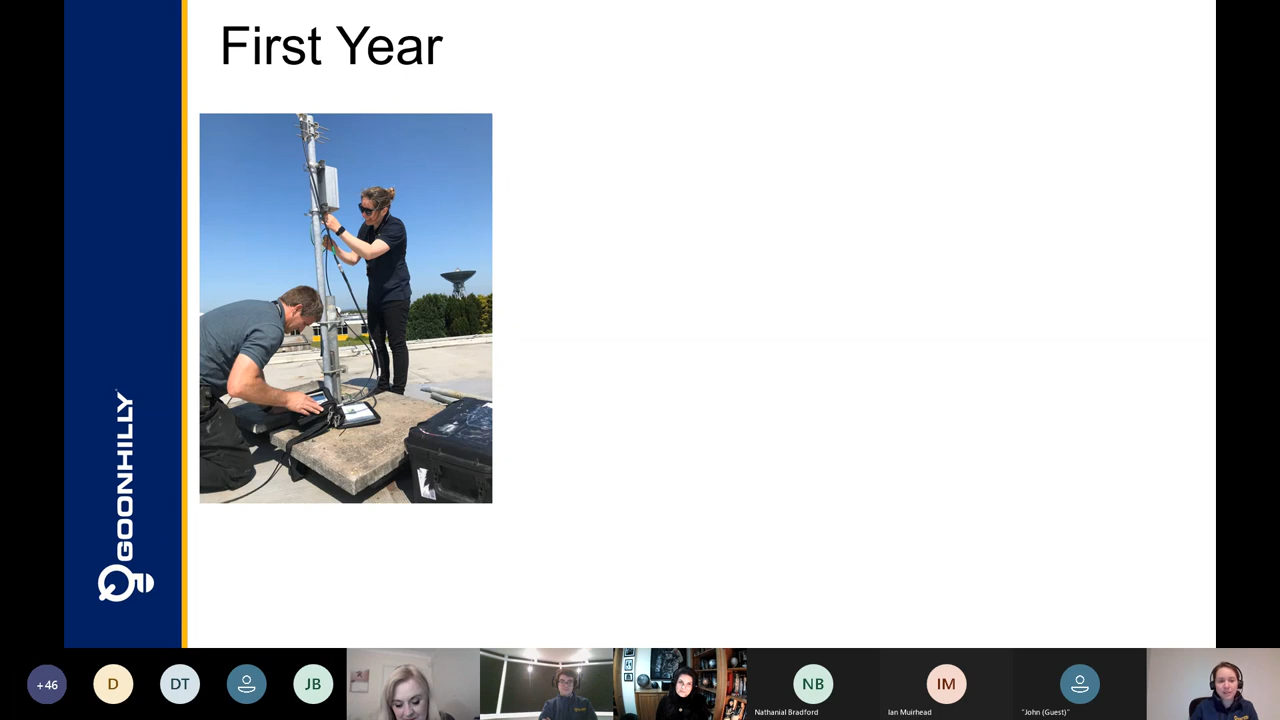 First Year
GOONHILLY
+46
D
DT
JB
NB
IM
Nathanial Bradford
Ian Muirhead
"John (Guest)"